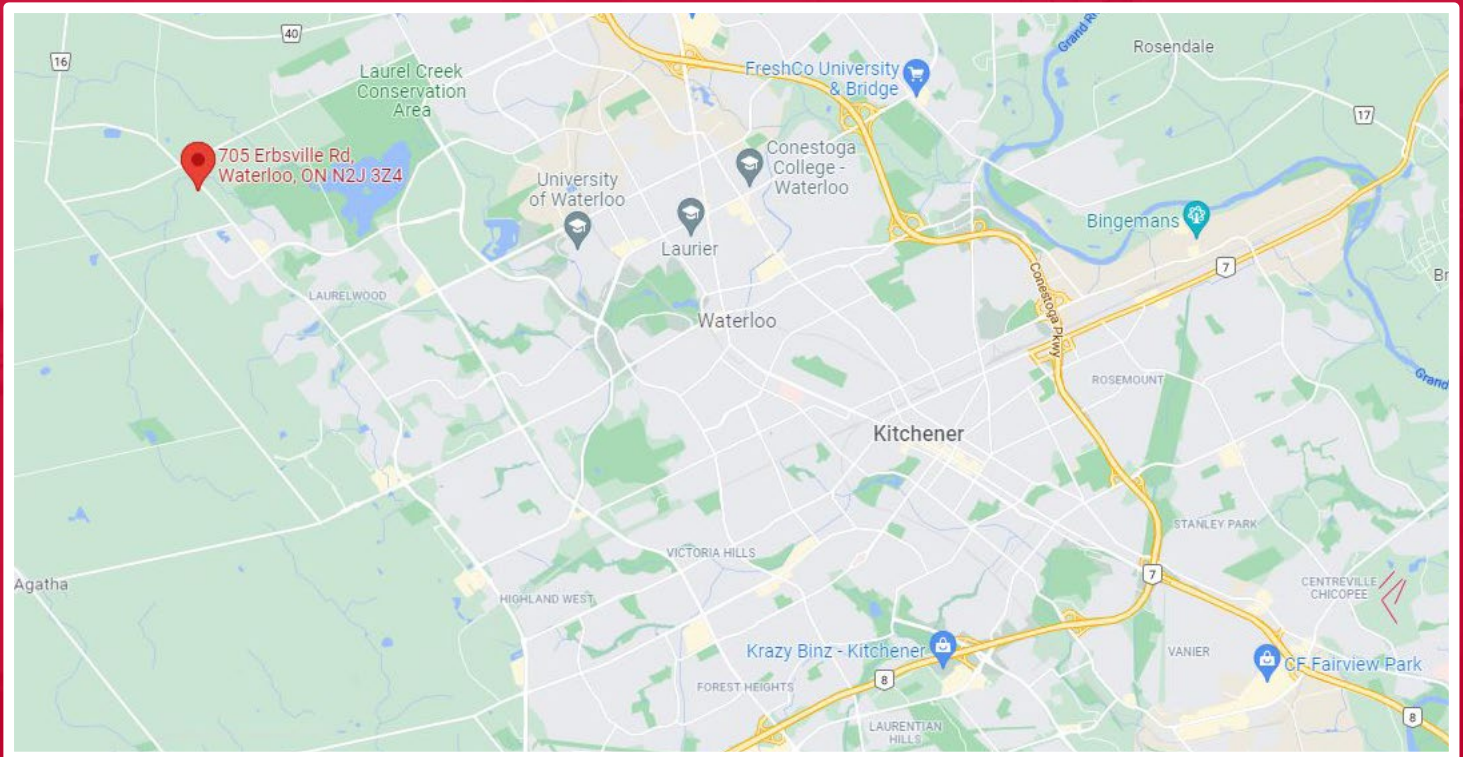 40
16
Laurel Creek
Conservation
Area
705 Erbsville Rd,
Waterloo, ON N2J 3Z4
FreshCo University
& Bridge
Grand
Rosendale
17
University
of Waterloo
Laurier
Conestoga
College -
Waterloo
Bingemans
7
Br
LAURELWOOD
Waterloo
Conestoga Pkwy
ROSEMOUNT
Grand
Kitchener
STANLEY PARK
Agatha
VICTORIA HILLS
HIGHLAND WEST
7
CENTREVILLE
CHICOPEE
Krazy Binz - Kitchener
VANIER
CF Fairview Park
8
FOREST HEIGHTS
LAURENTIAN
HILLS
8